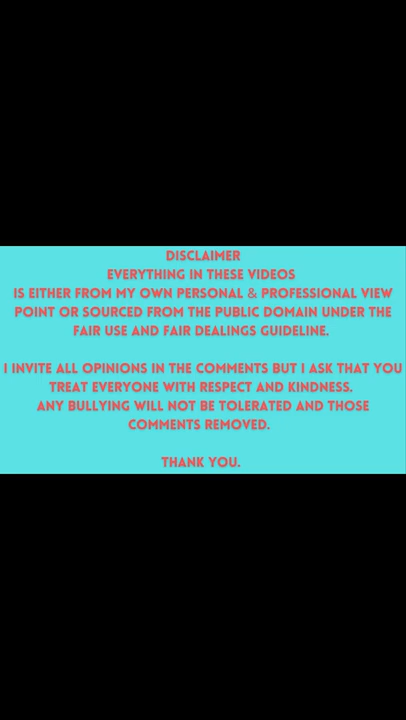 DISCLAIMER
EVERYTHING IN THESE VIDEOS
IS EITHER FROM MY OWN PERSONAL & PROFESSIONAL VIEW
POINT OR SOURCED FROM THE PUBLIC DOMAIN UNDER THE
FAIR USE AND FAIR DEALINGS GUIDELINE.
I INVITE ALL OPINIONS IN THE COMMENTS BUT I ASK THAT YOU
TREAT EVERYONE WITH RESPECT AND KINDNESS.
ANY BULLYING WILL NOT BE TOLERATED AND THOSE
COMMENTS REMOVED.
THANK YOU.